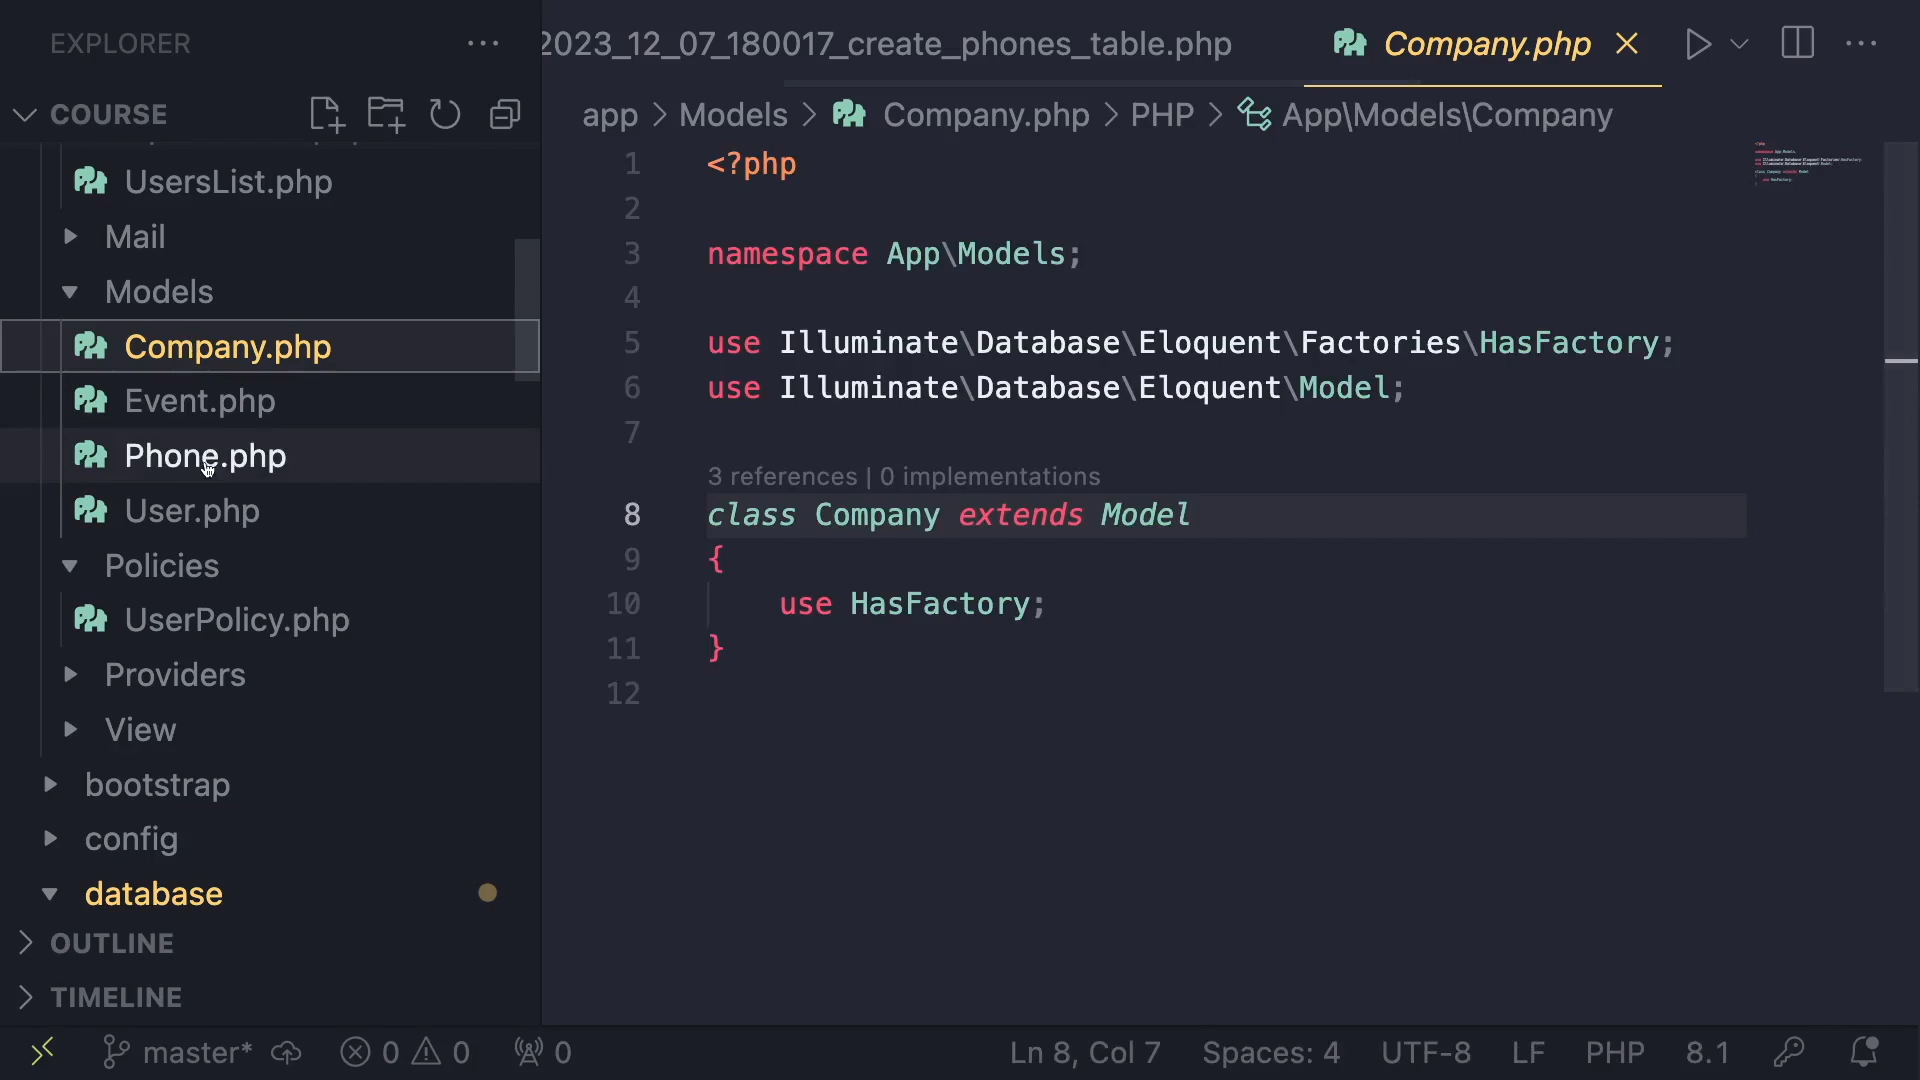 EXPLORER
COURSE
UsersList.php
Mail
Models
Company.php
Event.php
Phone.php
User.php
Policies
UserPolicy.php
Providers
View
bootstrap
config
database
OUTLINE
TIMELINE
2023_12_07_180017_create_phones_table.php
Company.php
app > Models > Company.php > PHP > App\Models\Company
1 <?php
2
3 namespace App\Models;
4
5 use Illuminate\Database\Eloquent\Factories\HasFactory;
6 use Illuminate\Database\Eloquent\Model;
7
3 references | 0 implementations
8 class Company extends Model
9 {
10 use HasFactory;
11 }
12
master* 0 0 0 Ln 8, Col 7 Spaces: 4 UTF-8 LF PHP 8.1